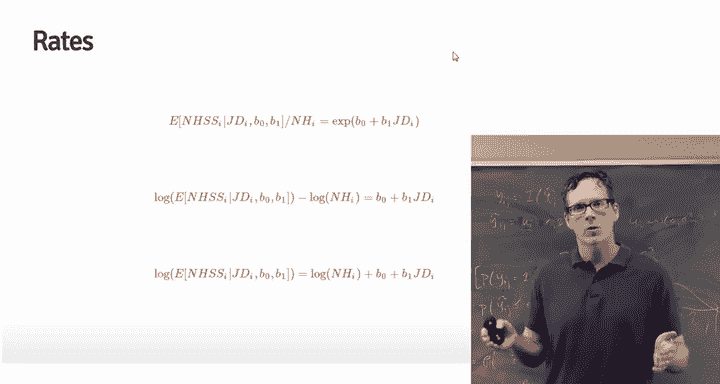 Rates
E[NHSS_i|JD_i, b_0, b_1]/NH_i = exp(b_0 + b_1 JD_i)
log(E[NHSS_i|JD_i, b_0, b_1]) − log(NH_i) = b_0 + b_1 JD_i
log(E[NHSS_i|JD_i, b_0, b_1]) = log(NH_i) + b_0 + b_1 JD_i